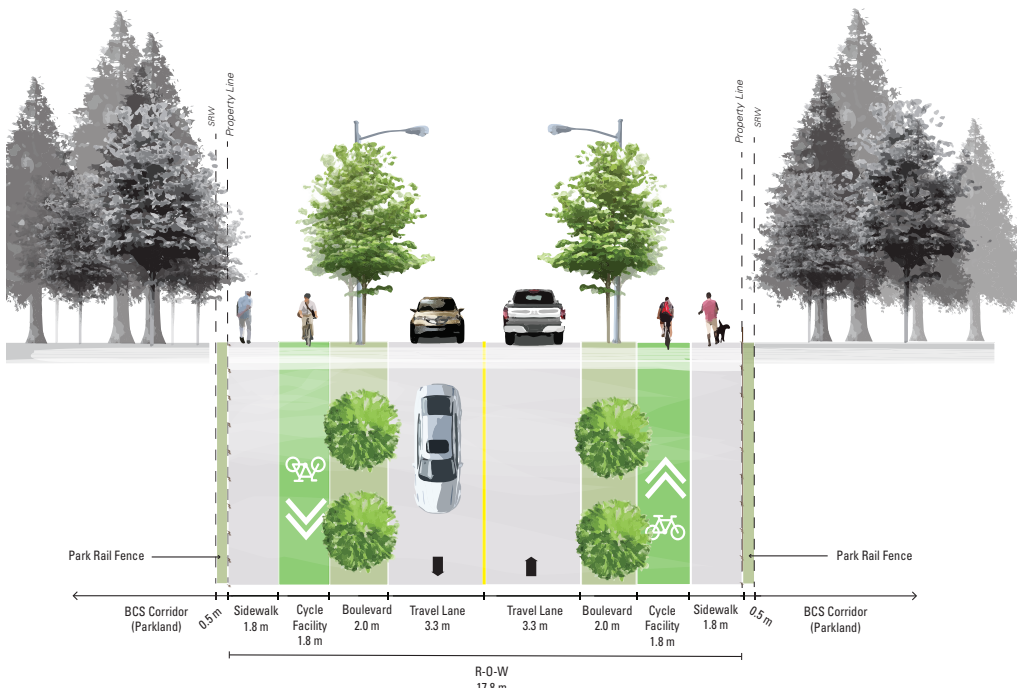 SRW
Property Line
Property Line
SRW
Park Rail Fence
Park Rail Fence
BCS Corridor
(Parkland)
0.5 m
Sidewalk
1.8 m
Cycle
Facility
1.8 m
Boulevard
2.0 m
Travel Lane
3.3 m
Travel Lane
3.3 m
Boulevard
2.0 m
Cycle
Facility
1.8 m
Sidewalk
1.8 m
0.5 m
BCS Corridor
(Parkland)
R-O-W
17.8 m